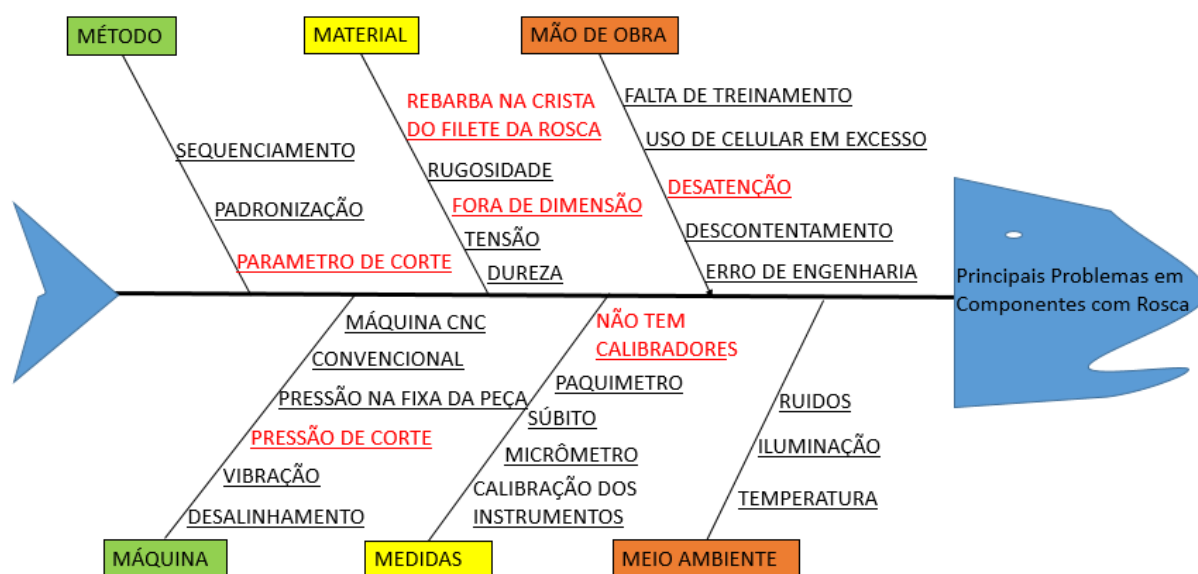 MÉTODO
MATERIAL
MÃO DE OBRA
SEQUENCIAMENTO
PADRONIZAÇÃO
PARAMETRO DE CORTE
REBARBA NA CRISTA
DO FILETE DA ROSCA
RUGOSIDADE
FORA DE DIMENSÃO
TENSÃO
DUREZA
FALTA DE TREINAMENTO
USO DE CELULAR EM EXCESSO
DESATENÇÃO
DESCONTENTAMENTO
ERRO DE ENGENHARIA
Principais Problemas em
Componentes com Rosca
MÁQUINA CNC
CONVENCIONAL
PRESSÃO NA FIXA DA PEÇA
PRESSÃO DE CORTE
VIBRAÇÃO
DESALINHAMENTO
NÃO TEM
CALIBRADORES
PAQUIMETRO
SÚBITO
MICRÔMETRO
CALIBRAÇÃO DOS
INSTRUMENTOS
RUIDOS
ILUMINAÇÃO
TEMPERATURA
MÁQUINA
MEDIDAS
MEIO AMBIENTE